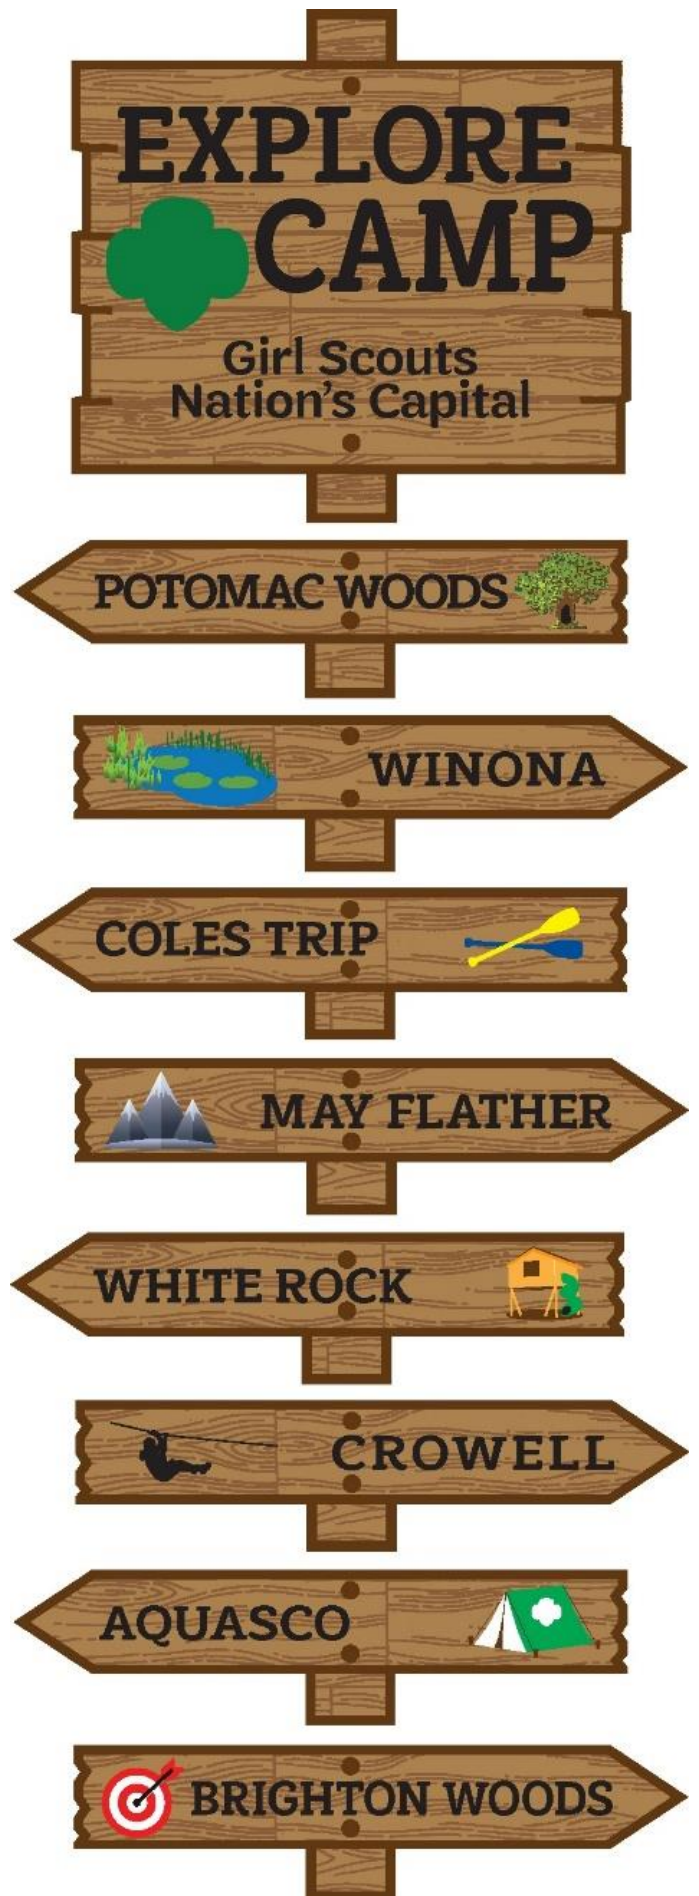 EXPLORE
CAMP
Girl Scouts
Nation's Capital
POTOMAC WOODS
WINONA
COLES TRIP
MAY FLATHER
WHITE ROCK
CROWELL
AQUASCO
BRIGHTON WOODS